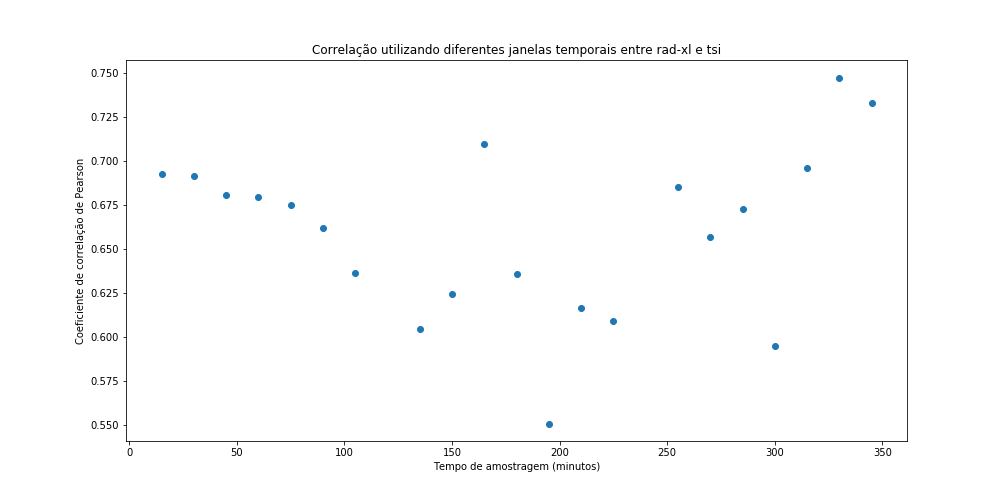 Correlação utilizando diferentes janelas temporais entre rad-xl e tsi
0.750
0.725
0.700
0.675
0.650
0.625
0.600
0.575
0.550
Coeficiente de correlação de Pearson
0 50 100 150 200 250 300 350
Tempo de amostragem (minutos)